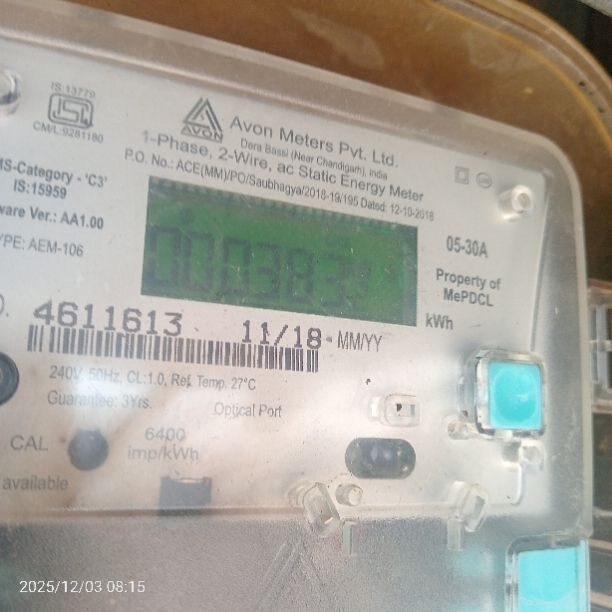 IS:13779
ISI
CM/L:9281180
AVON
Avon Meters Pvt. Ltd.
Dera Bassi (Near Chandigarh), India
1-Phase, 2-Wire, ac Static Energy Meter
P.O. No.: ACE(MM)/PO/Saubhagya/2018-19/195 Dated: 12-10-2018
MS-Category - 'C3'
IS:15959
ware Ver.: AA1.00
YPE: AEM-106
05-30A
Property of
MePDCL
kWh
4611613 11/18 - MM/YY
240V, 50Hz, CL:1.0, Ref. Temp. 27°C
Guarantee: 3Yrs.
Optical Port
CAL
6400
imp/kWh
available
2025/12/03 08:15